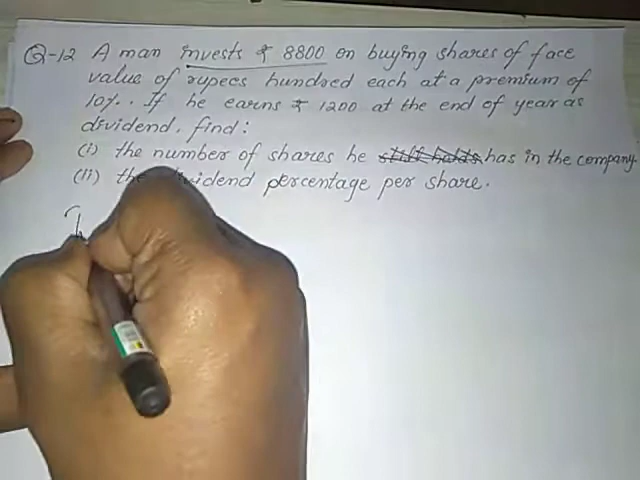 Q-12 A man invests ₹ 8800 on buying shares of face
value of rupees hundred each at a premium of
10%. If he earns ₹ 1200 at the end of year as
dividend. find:
(i) the number of shares he has in the company.
(ii) the dividend percentage per share.